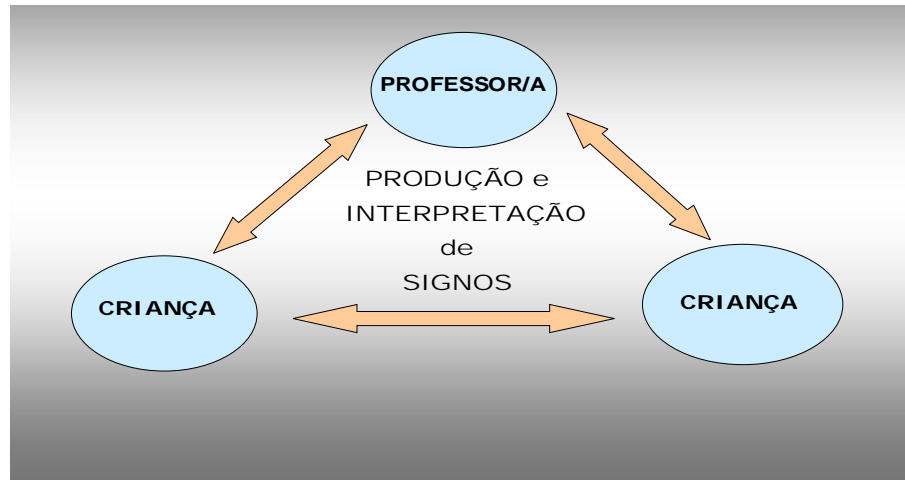 PROFESSOR/A
PRODUÇÃO e
INTERPRETAÇÃO
de
SIGNOS
CRIANÇA
CRIANÇA